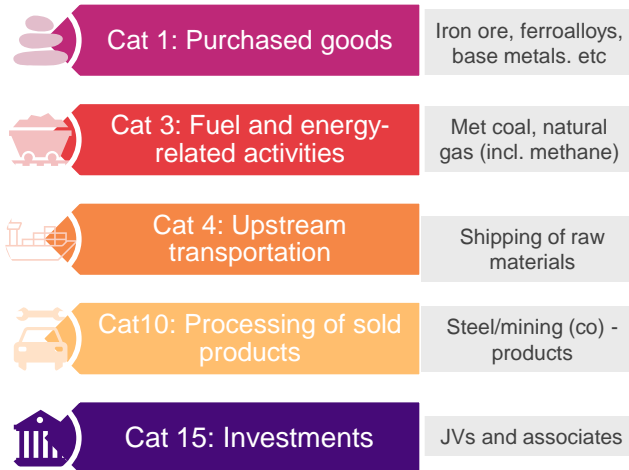 Cat 1: Purchased goods
Iron ore, ferroalloys,
base metals. etc
Cat 3: Fuel and energy-
related activities
Met coal, natural
gas (incl. methane)
Cat 4: Upstream
transportation
Shipping of raw
materials
Cat10: Processing of sold
products
Steel/mining (co) -
products
Cat 15: Investments
JVs and associates